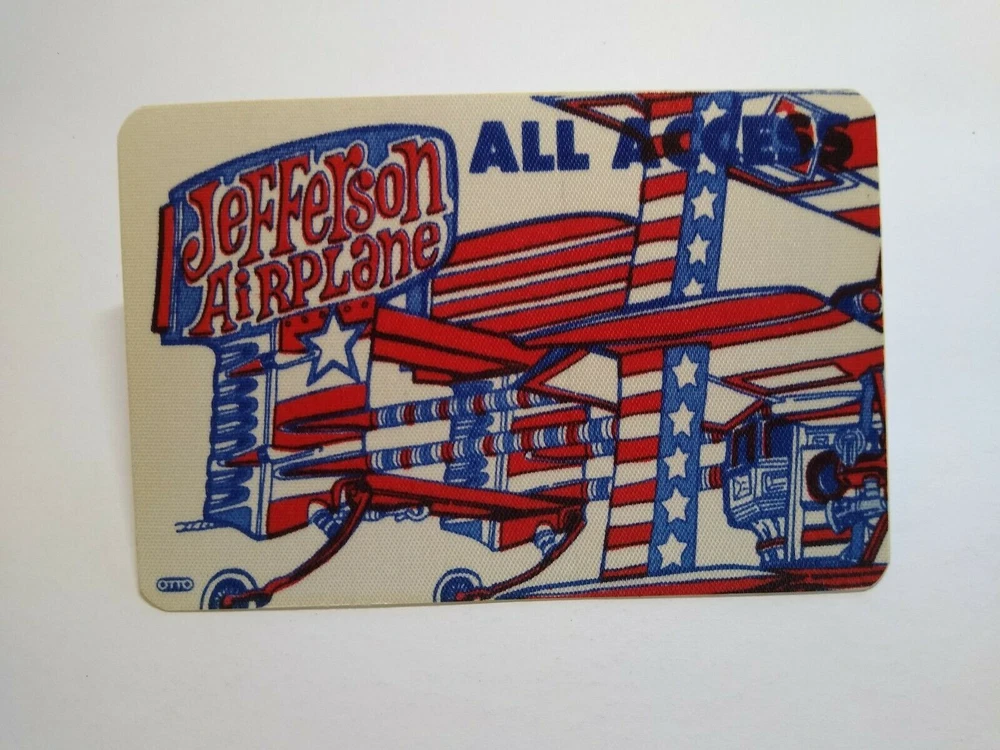 ALL ACCESS
Jefferson
AiRPLane
OTTO